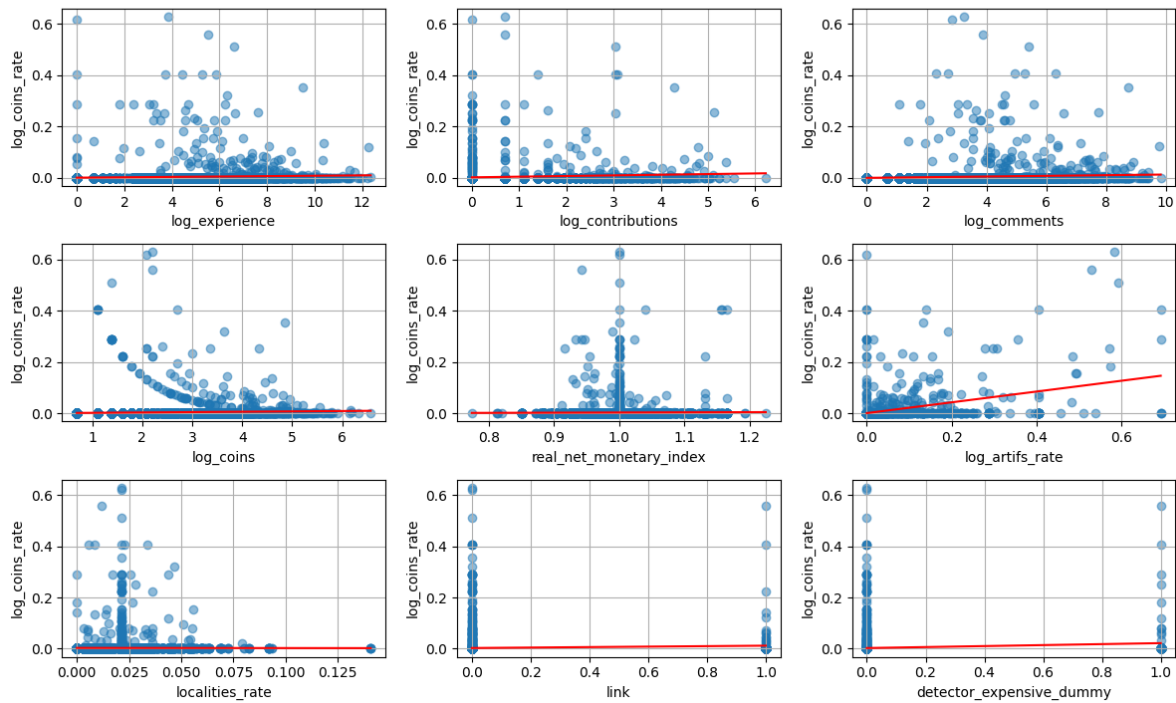 log_coins_rate
0.6
0.4
0.2
0.0
0 2 4 6 8 10 12
log_experience
log_coins_rate
0.6
0.4
0.2
0.0
0 1 2 3 4 5 6
log_contributions
log_coins_rate
0.6
0.4
0.2
0.0
0 2 4 6 8 10
log_comments
log_coins_rate
0.6
0.4
0.2
0.0
1 2 3 4 5 6
log_coins
log_coins_rate
0.6
0.4
0.2
0.0
0.8 0.9 1.0 1.1 1.2
real_net_monetary_index
log_coins_rate
0.6
0.4
0.2
0.0
0.0 0.2 0.4 0.6
log_artifs_rate
log_coins_rate
0.6
0.4
0.2
0.0
0.000 0.025 0.050 0.075 0.100 0.125
localities_rate
log_coins_rate
0.6
0.4
0.2
0.0
0.0 0.2 0.4 0.6 0.8 1.0
link
log_coins_rate
0.6
0.4
0.2
0.0
0.0 0.2 0.4 0.6 0.8 1.0
detector_expensive_dummy